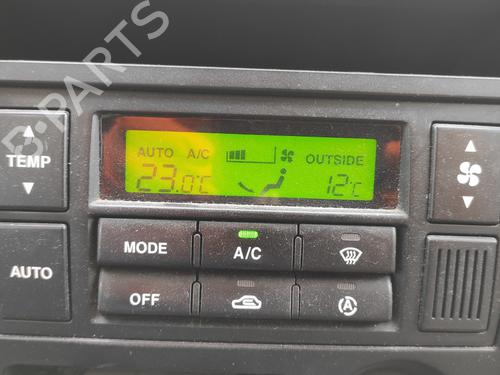 B-PARTS
AUTO A/C OUTSIDE
23.0°C 12°C
TEMP
MODE A/C
AUTO
OFF A